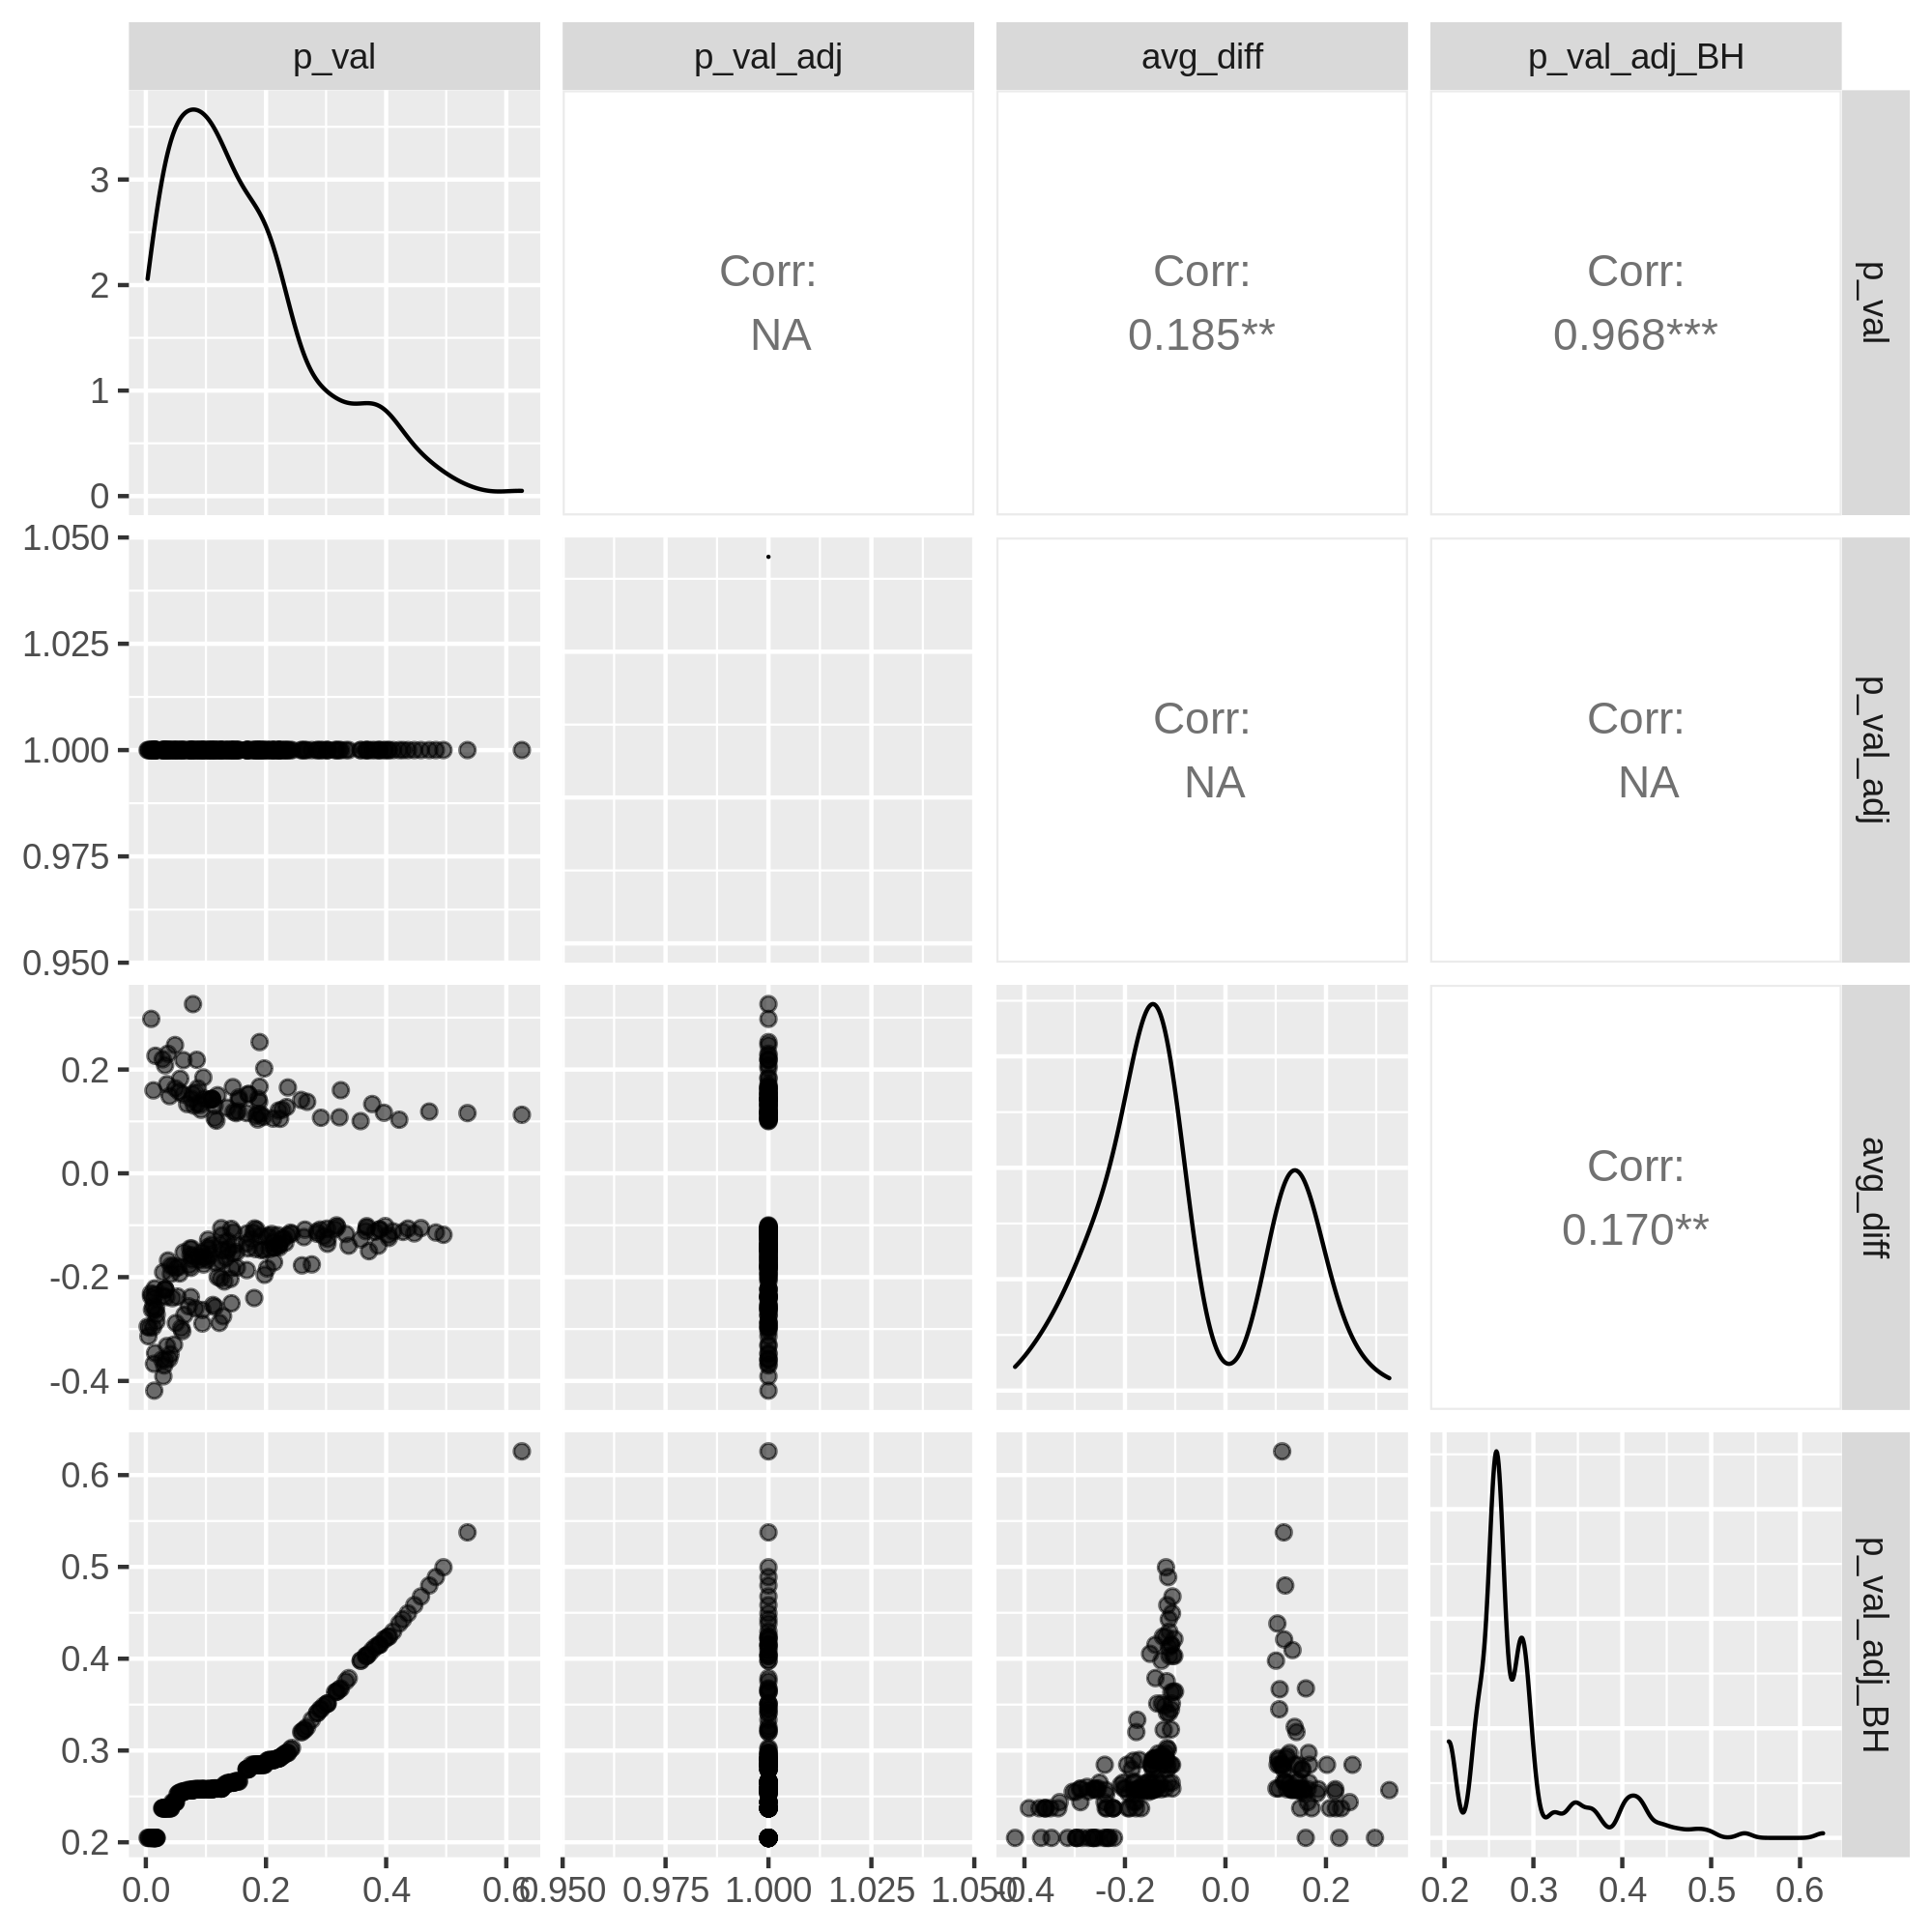 p_val
p_val_adj
avg_diff
p_val_adj_BH
3
2
1
0
Corr:
NA
Corr:
0.185**
Corr:
0.968***
p_val
1.050
1.025
1.000
0.975
0.950
Corr:
NA
Corr:
NA
p_val_adj
0.2
0.0
-0.2
-0.4
Corr:
0.170**
avg_diff
0.6
0.5
0.4
0.3
0.2
p_val_adj_BH
0.0
0.2
0.4
0.6
0.950
0.975
1.000
1.025
1.050
-0.4
-0.2
0.0
0.2
0.2
0.3
0.4
0.5
0.6